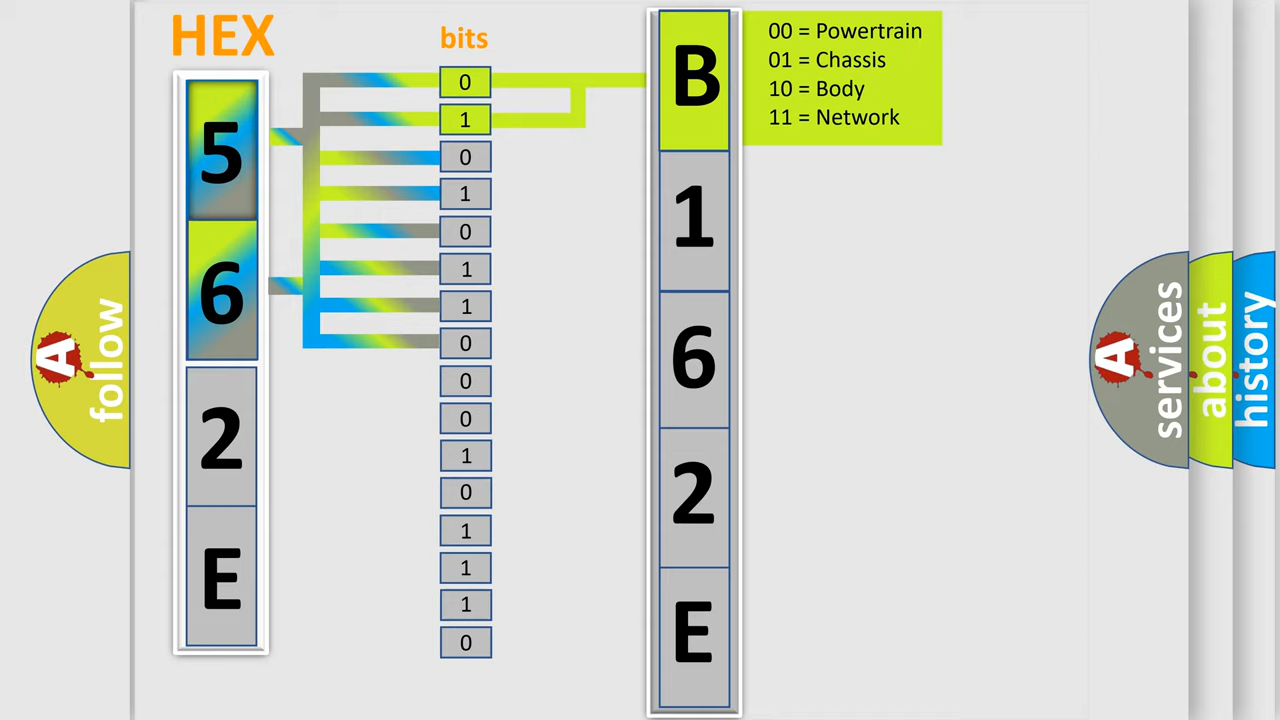 HEX
bits
5
6
2
E
0
1
0
1
0
1
1
0
0
0
1
0
1
1
1
0
B
1
6
2
E
00 = Powertrain
01 = Chassis
10 = Body
11 = Network
A
follow
A
services
about
history